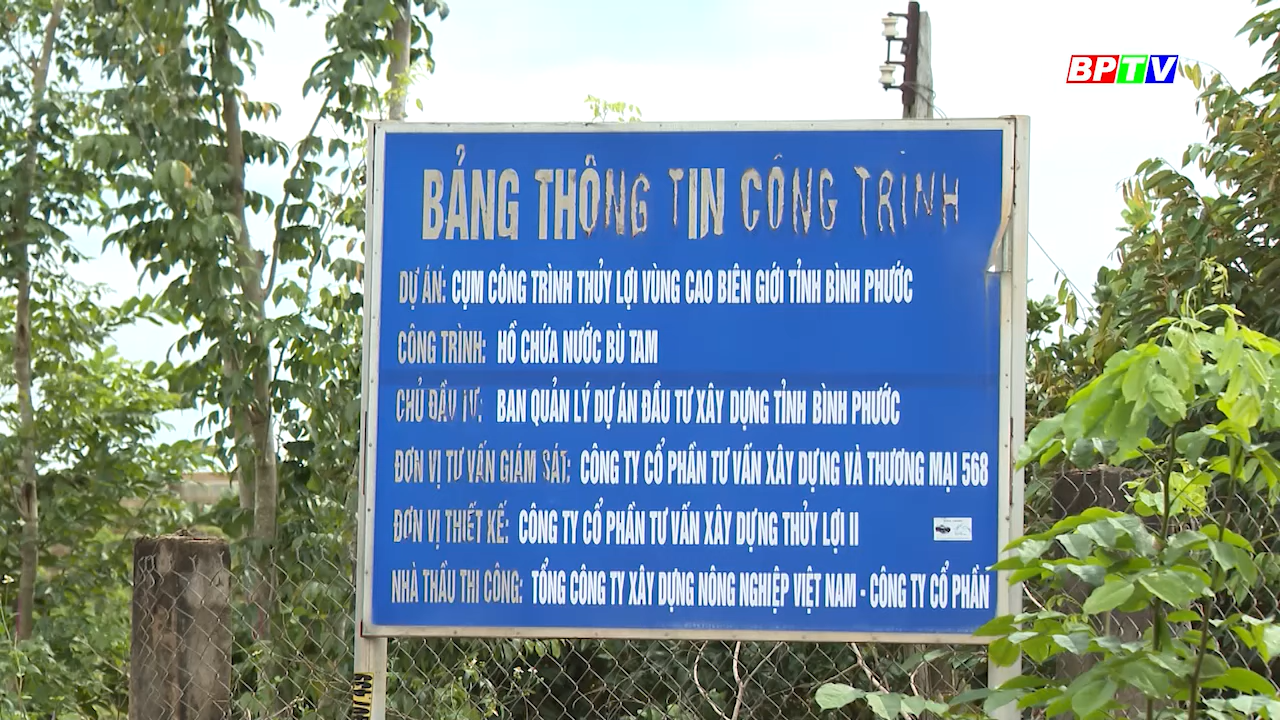 BPTV
BẢNG THÔNG TIN CÔNG TRÌNH
DỰ ÁN: CỤM CÔNG TRÌNH THỦY LỢI VÙNG CAO BIÊN GIỚI TỈNH BÌNH PHƯỚC
CÔNG TRÌNH: HỒ CHỨA NƯỚC BÙ TAM
CHỦ ĐẦU TƯ: BAN QUẢN LÝ DỰ ÁN ĐẦU TƯ XÂY DỰNG TỈNH BÌNH PHƯỚC
ĐƠN VỊ TƯ VẤN GIÁM SÁT: CÔNG TY CỔ PHẦN TƯ VẤN XÂY DỰNG VÀ THƯƠNG MẠI 568
ĐƠN VỊ THIẾT KẾ: CÔNG TY CỔ PHẦN TƯ VẤN XÂY DỰNG THỦY LỢI II
NHÀ THẦU THI CÔNG: TỔNG CÔNG TY XÂY DỰNG NÔNG NGHIỆP VIỆT NAM - CÔNG TY CỔ PHẦN